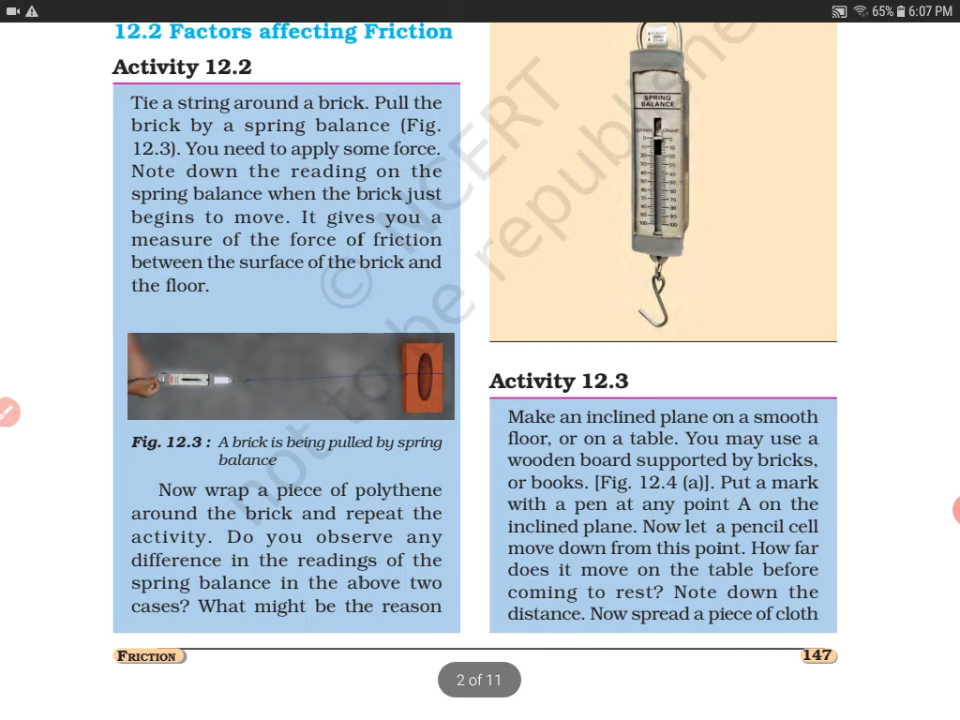 65% 6:07 PM
12.2 Factors affecting Friction
Activity 12.2
Tie a string around a brick. Pull the
brick by a spring balance (Fig.
12.3). You need to apply some force.
Note down the reading on the
spring balance when the brick just
begins to move. It gives you a
measure of the force of friction
between the surface of the brick and
the floor.
Fig. 12.3 : A brick is being pulled by spring
balance
Now wrap a piece of polythene
around the brick and repeat the
activity. Do you observe any
difference in the readings of the
spring balance in the above two
cases? What might be the reason
SPRING
BALANCE
Activity 12.3
Make an inclined plane on a smooth
floor, or on a table. You may use a
wooden board supported by bricks,
or books. [Fig. 12.4 (a)]. Put a mark
with a pen at any point A on the
inclined plane. Now let a pencil cell
move down from this point. How far
does it move on the table before
coming to rest? Note down the
distance. Now spread a piece of cloth
© NCERT
not to be republishe
FRICTION
147
2 of 11